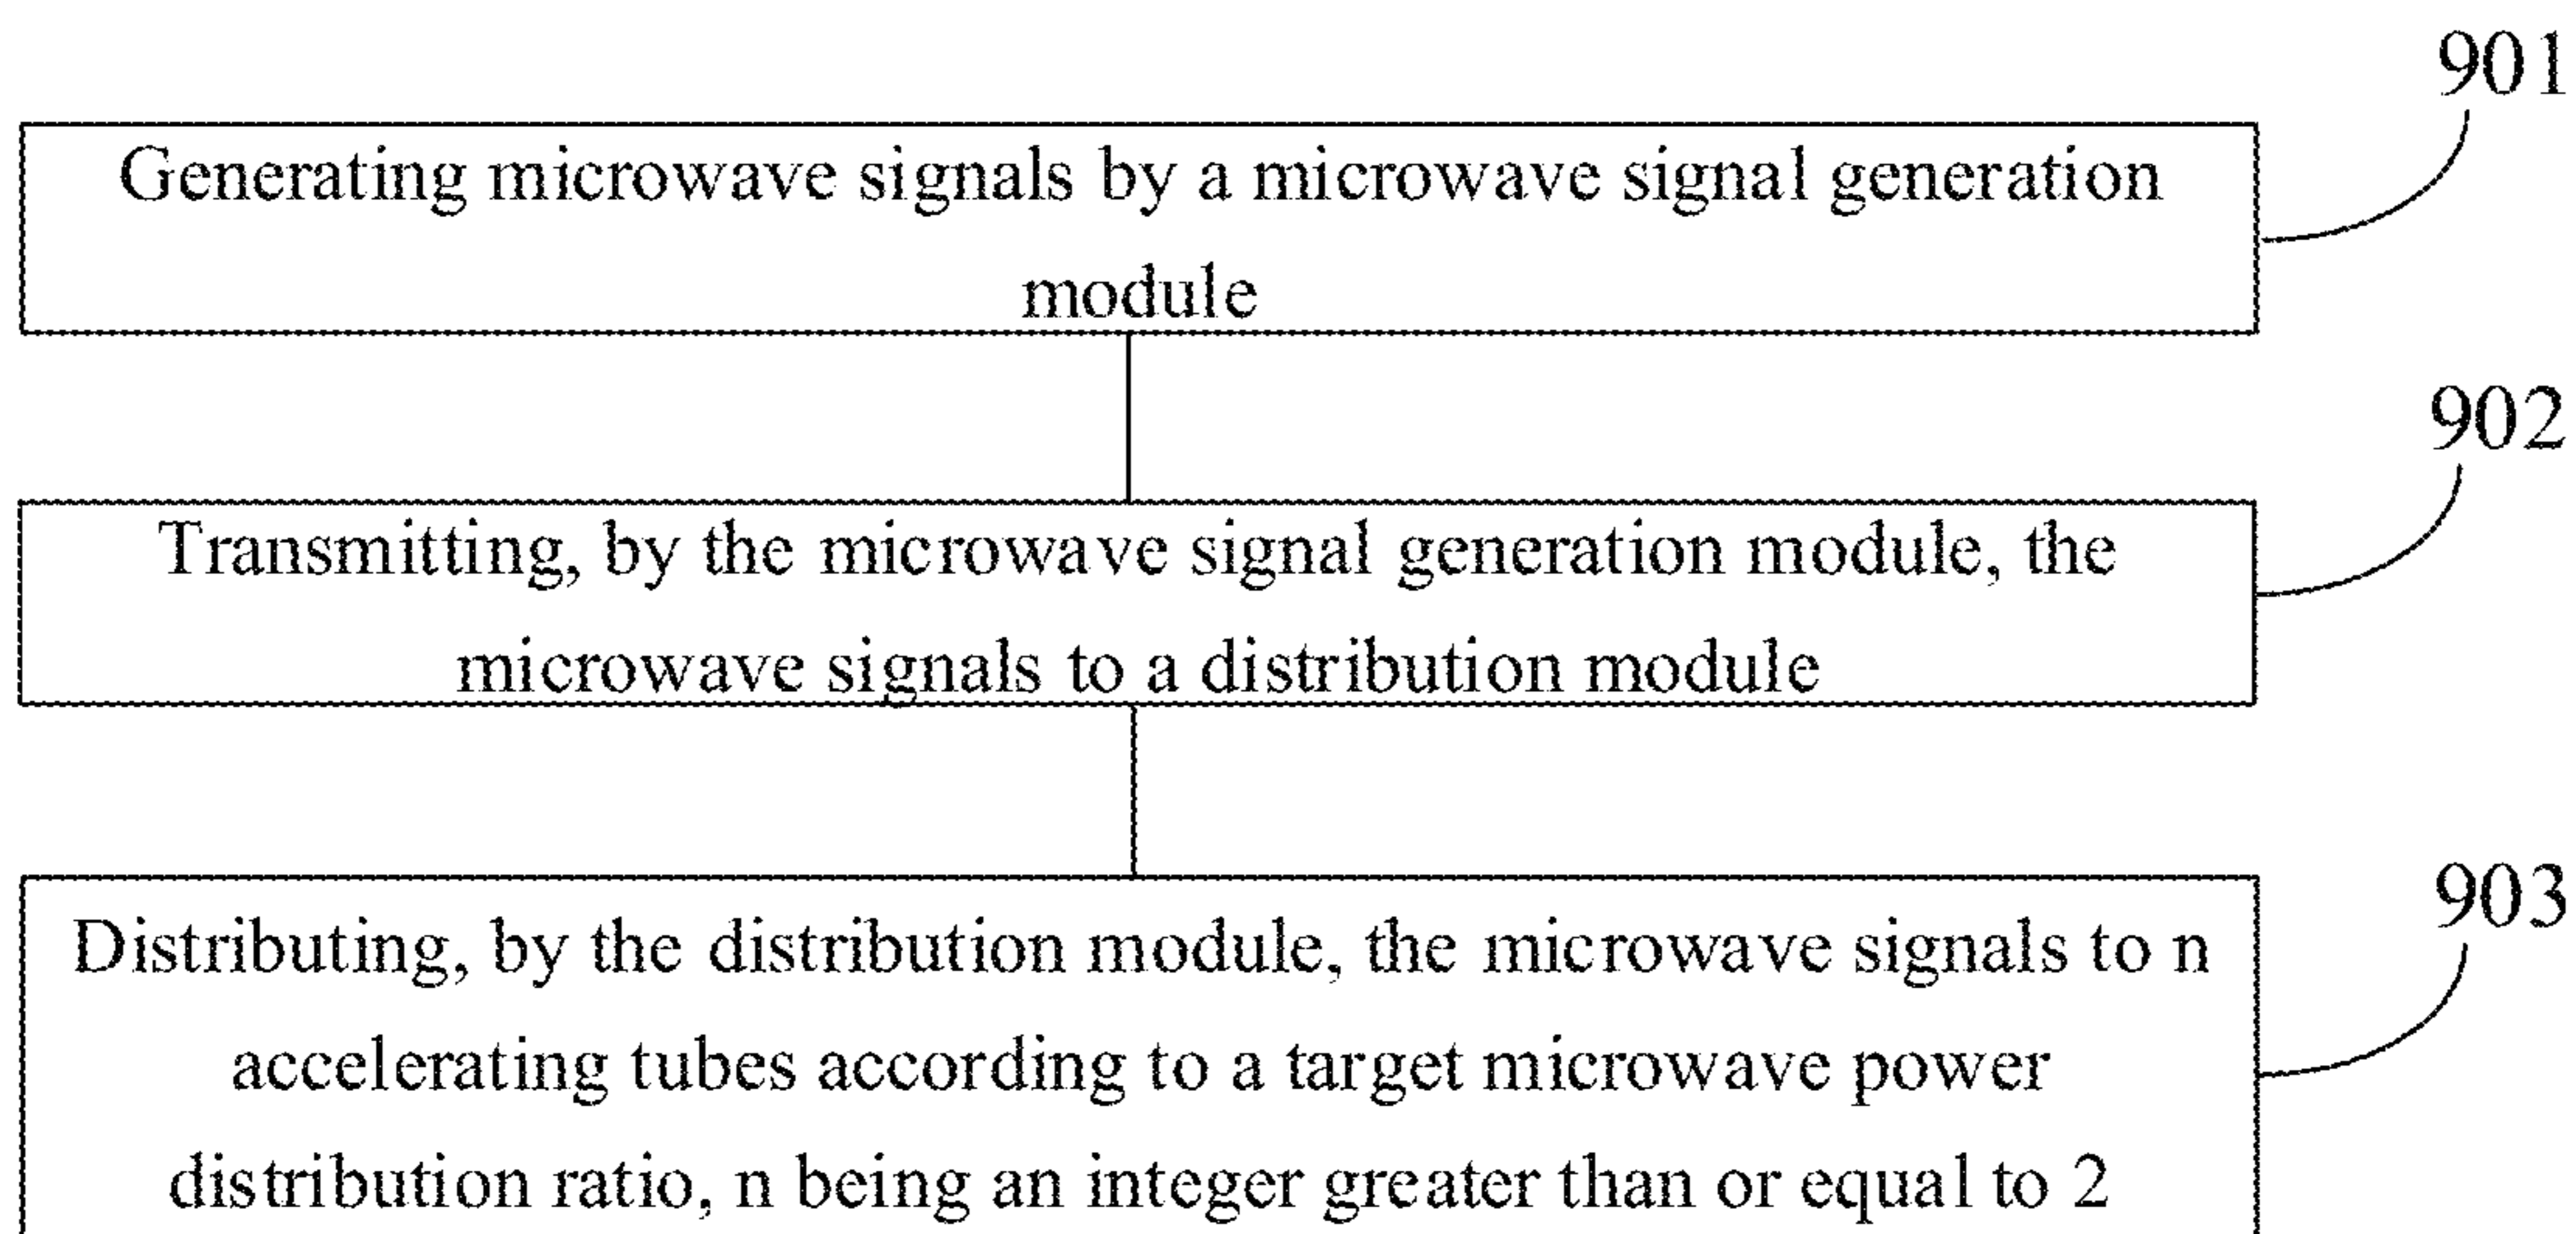 901
Generating microwave signals by a microwave signal generation
module
902
Transmitting, by the microwave signal generation module, the
microwave signals to a distribution module
903
Distributing, by the distribution module, the microwave signals to n
accelerating tubes according to a target microwave power
distribution ratio, n being an integer greater than or equal to 2